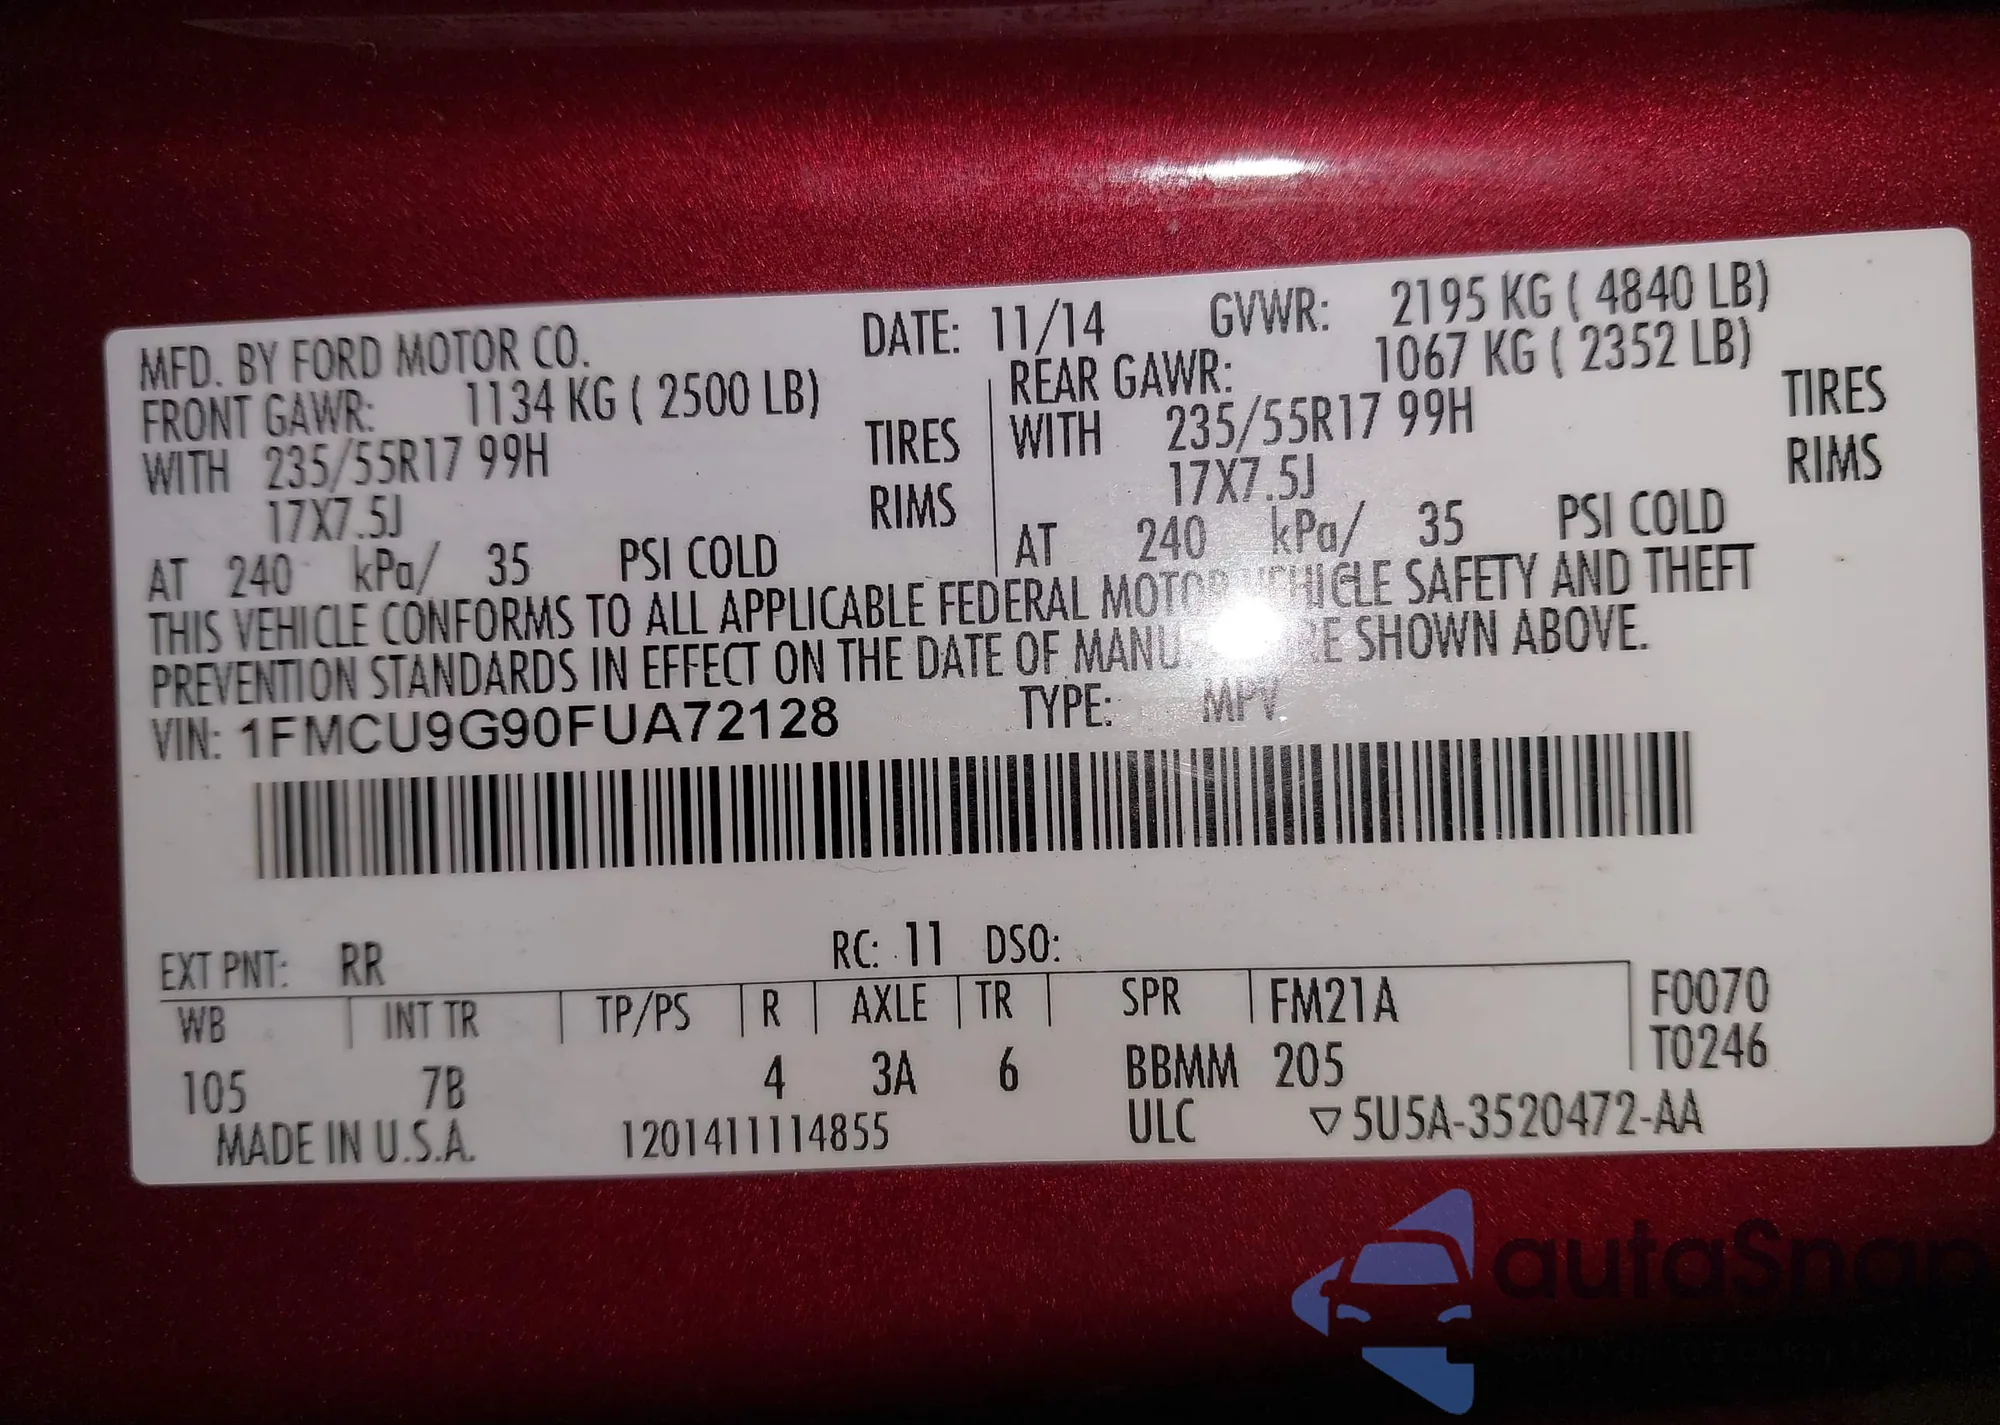 MFD. BY FORD MOTOR CO. DATE: 11/14 GVWR: 2195 KG ( 4840 LB)
FRONT GAWR: 1134 KG ( 2500 LB) REAR GAWR: 1067 KG ( 2352 LB)
WITH 235/55R17 99H TIRES WITH 235/55R17 99H TIRES
17X7.5J RIMS 17X7.5J RIMS
AT 240 kPa/ 35 PSI COLD AT 240 kPa/ 35 PSI COLD
THIS VEHICLE CONFORMS TO ALL APPLICABLE FEDERAL MOTOR VEHICLE SAFETY AND THEFT
PREVENTION STANDARDS IN EFFECT ON THE DATE OF MANUFACTURE SHOWN ABOVE.
VIN: 1FMCU9G90FUA72128 TYPE: MPV
EXT PNT: RR RC: 11 DSO:
WB INT TR TP/PS R AXLE TR SPR FM21A F0070
105 7B 4 3A 6 BBMM 205 T0246
MADE IN U.S.A. 1201411114855 ULC ▽5U5A-3520472-AA
autaSnap